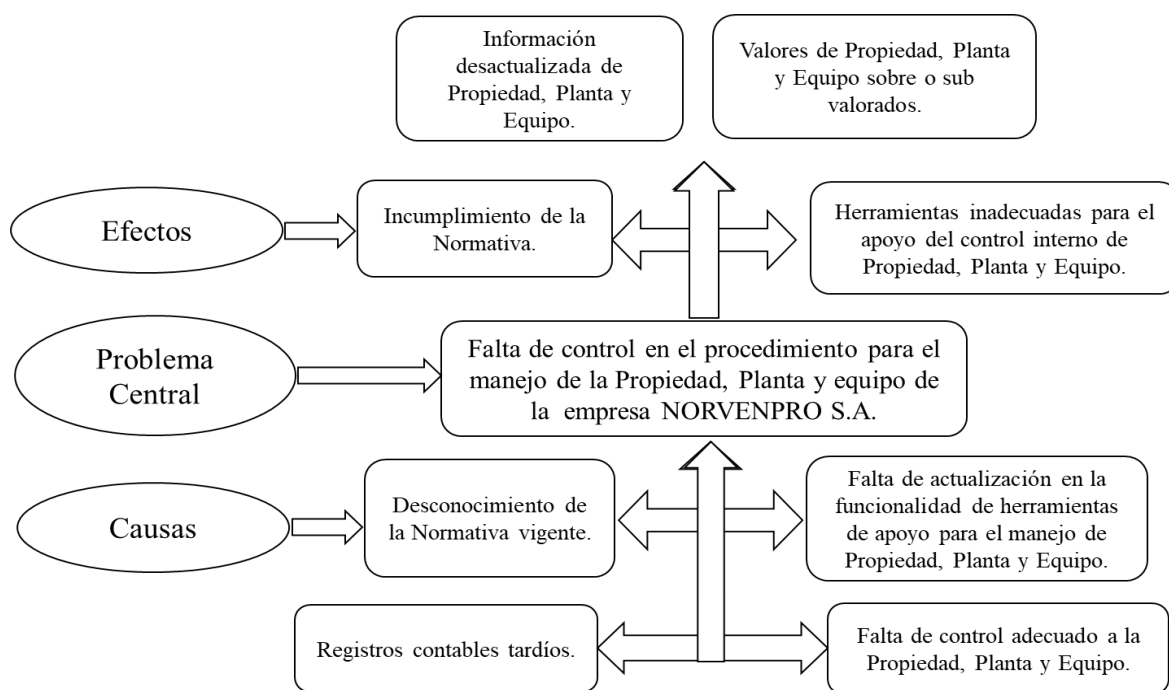 Información
desactualizada de
Propiedad, Planta y
Equipo.
Valores de Propiedad, Planta
y Equipo sobre o sub
valorados.
Efectos
Incumplimiento de la
Normativa.
Herramientas inadecuadas para el
apoyo del control interno de
Propiedad, Planta y Equipo.
Problema
Central
Falta de control en el procedimiento para el
manejo de la Propiedad, Planta y equipo de
la empresa NORVENPRO S.A.
Causas
Desconocimiento de
la Normativa vigente.
Falta de actualización en la
funcionalidad de herramientas
de apoyo para el manejo de
Propiedad, Planta y Equipo.
Registros contables tardíos.
Falta de control adecuado a la
Propiedad, Planta y Equipo.